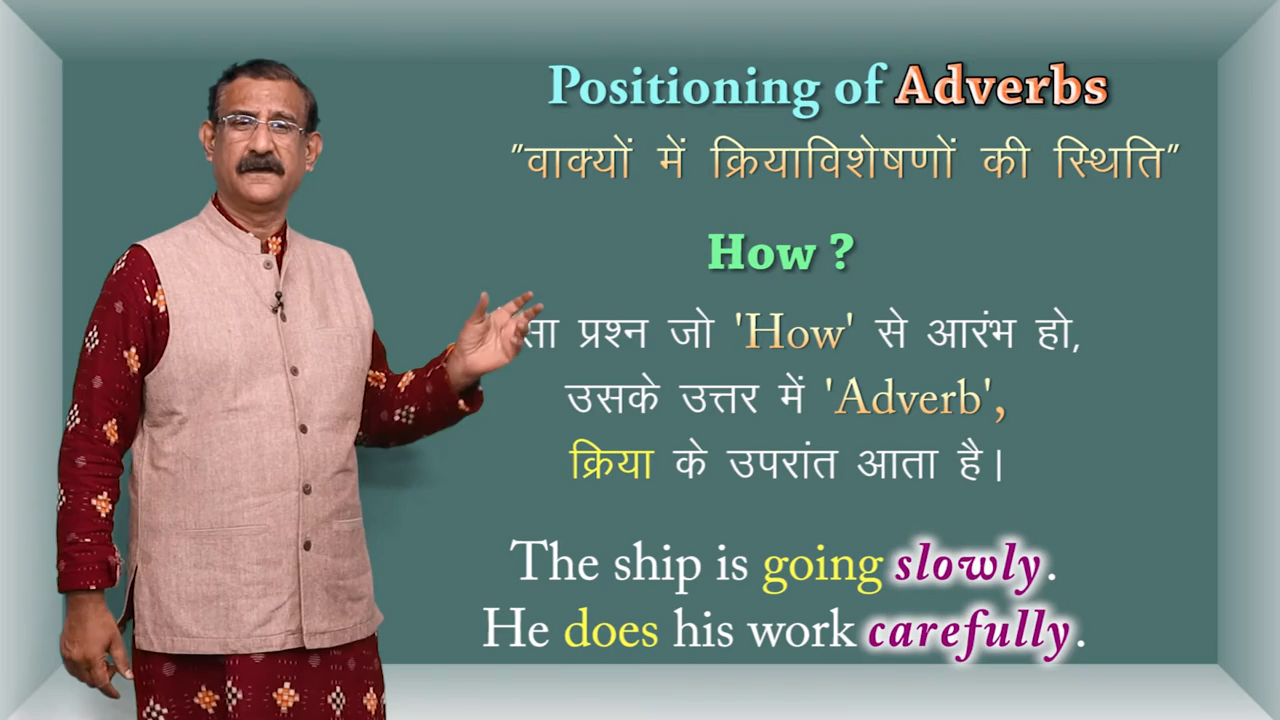 Positioning of Adverbs
"वाक्यों में क्रियाविशेषणों की स्थिति"
How ?
प्रश्न जो 'How' से आरंभ हो,
उसके उत्तर में 'Adverb',
क्रिया के उपरांत आता है।
The ship is going slowly.
He does his work carefully.